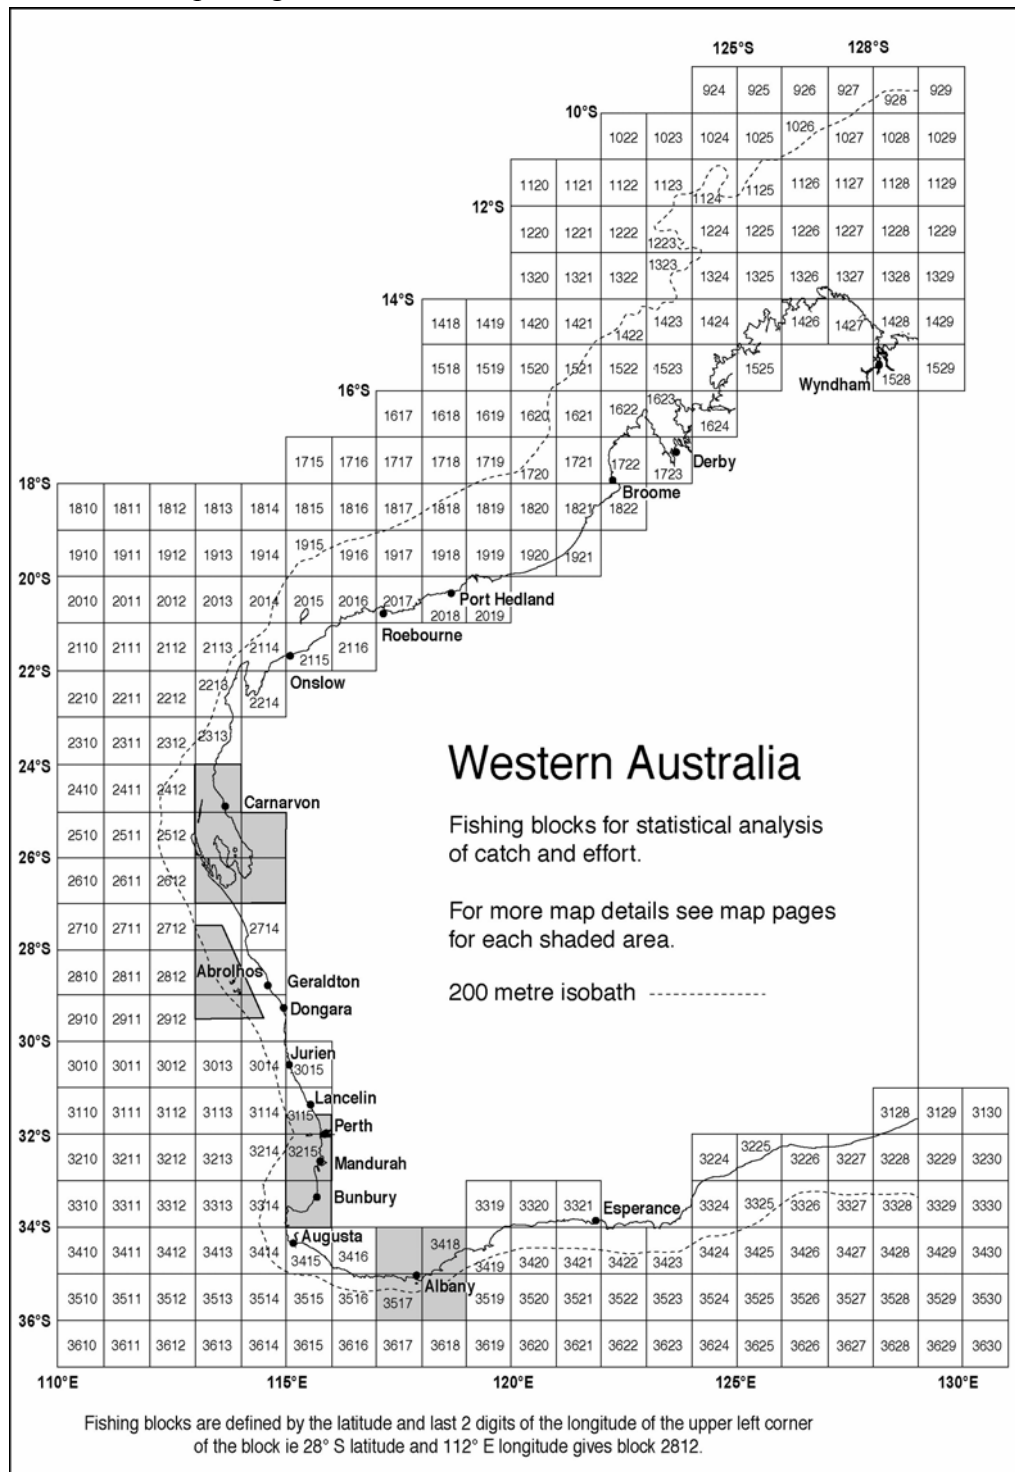 125°S 128°S
924 925 926 927 928 929
10°S
1022 1023 1024 1025 1026 1027 1028 1029
1120 1121 1122 1123 1124 1125 1126 1127 1128 1129
12°S
1220 1221 1222 1223 1224 1225 1226 1227 1228 1229
1320 1321 1322 1323 1324 1325 1326 1327 1328 1329
14°S
1418 1419 1420 1421 1422 1423 1424 1426 1427 1428 1429
1518 1519 1520 1521 1522 1523 1525 Wyndham 1528 1529
16°S
1617 1618 1619 1620 1621 1622 1623 1624
1715 1716 1717 1718 1719 1720 1721 1722 1723 Derby
18°S Broome
1810 1811 1812 1813 1814 1815 1816 1817 1818 1819 1820 1821 1822
1910 1911 1912 1913 1914 1915 1916 1917 1918 1919 1920 1921
20°S
2010 2011 2012 2013 2014 2015 2016 2017 2018 2019 Port Hedland
Roebourne
2110 2111 2112 2113 2114 2115 2116
22°S Onslow
2210 2211 2212 2213 2214
2310 2311 2312 2313
24°S
2410 2411 2412 Carnarvon
2510 2511 2512
26°S
2610 2611 2612
2710 2711 2712 2714
28°S
2810 2811 2812 Abrolhos Geraldton
2910 2911 2912 Dongara
30°S
Jurien
3010 3011 3012 3013 3014 3015
Lancelin
3110 3111 3112 3113 3114 3115 3128 3129 3130
Perth
32°S
3210 3211 3212 3213 3214 3215 Mandurah 3224 3225 3226 3227 3228 3229 3230
3310 3311 3312 3313 3314 Bunbury 3319 3320 3321 Esperance 3324 3325 3326 3327 3328 3329 3330
34°S Augusta
3410 3411 3412 3413 3414 3415 3416 3418 3419 3420 3421 3422 3423 3424 3425 3426 3427 3428 3429 3430
Albany
3510 3511 3512 3513 3514 3515 3516 3517 3519 3520 3521 3522 3523 3524 3525 3526 3527 3528 3529 3530
36°S
3610 3611 3612 3613 3614 3615 3616 3617 3618 3619 3620 3621 3622 3623 3624 3625 3626 3627 3628 3629 3630
110°E 115°E 120°E 125°E 130°E
Western Australia
Fishing blocks for statistical analysis
of catch and effort.
For more map details see map pages
for each shaded area.
200 metre isobath
Fishing blocks are defined by the latitude and last 2 digits of the longitude of the upper left corner
of the block ie 28° S latitude and 112° E longitude gives block 2812.